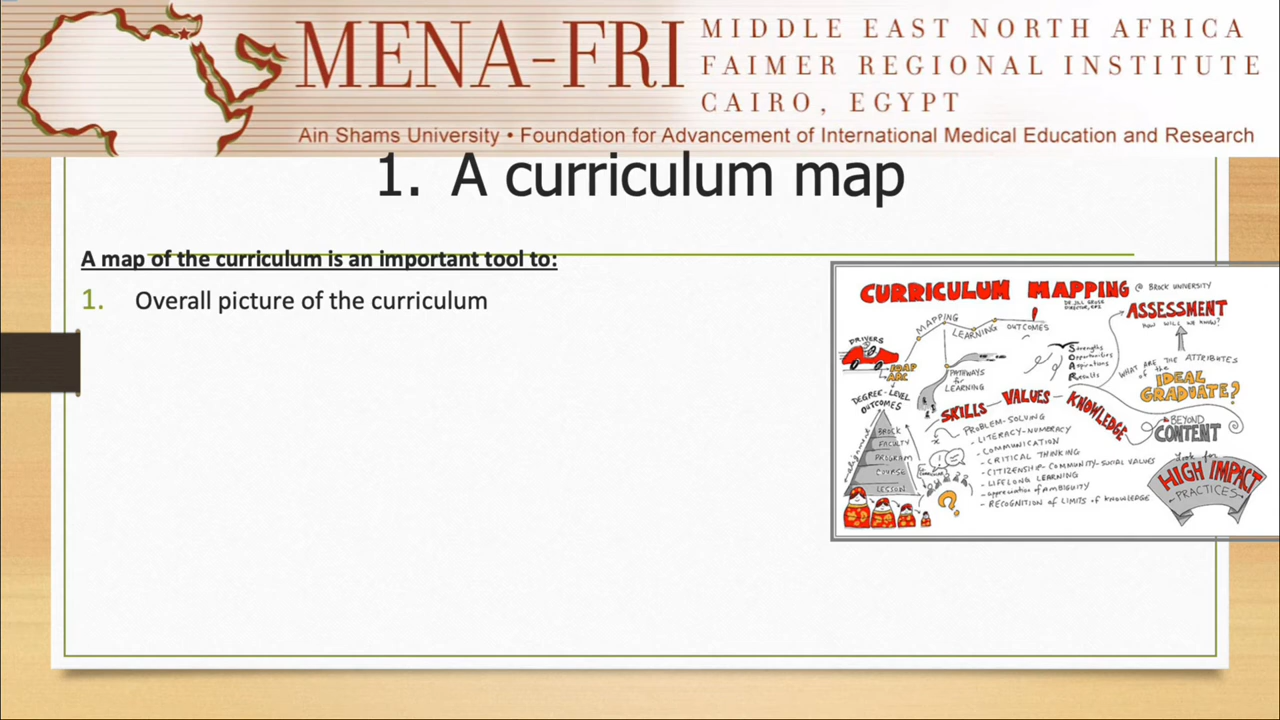 MENA-FRI
MIDDLE EAST NORTH AFRICA
FAIMER REGIONAL INSTITUTE
CAIRO, EGYPT
Ain Shams University • Foundation for Advancement of International Medical Education and Research
1. A curriculum map
A map of the curriculum is an important tool to:
1. Overall picture of the curriculum
CURRICULUM MAPPING @ BROCK UNIVERSITY
ASSESSMENT
HOW WILL WE KNOW?
MAPPING
LEARNING OUTCOMES
DRIVERS
Strengths
Opportunities
Aspirations
Results
PATHWAYS
for
LEARNING
WHAT ARE THE ATTRIBUTES
of the
IDEAL
GRADUATE?
DEGREE-LEVEL
OUTCOMES
SKILLS - VALUES - KNOWLEDGE
BEYOND
CONTENT
BROCK
FACULTY
PROGRAM
COURSE
LESSON
PROBLEM-SOLVING
- LITERACY-NUMERACY
- COMMUNICATION
- CRITICAL THINKING
- CITIZENSHIP- COMMUNITY-SOCIAL VALUES
- LIFELONG LEARNING
- appreciation of AMBIGUITY
- RECOGNITION of LIMITS of KNOWLEDGE
Look for
HIGH IMPACT
PRACTICES